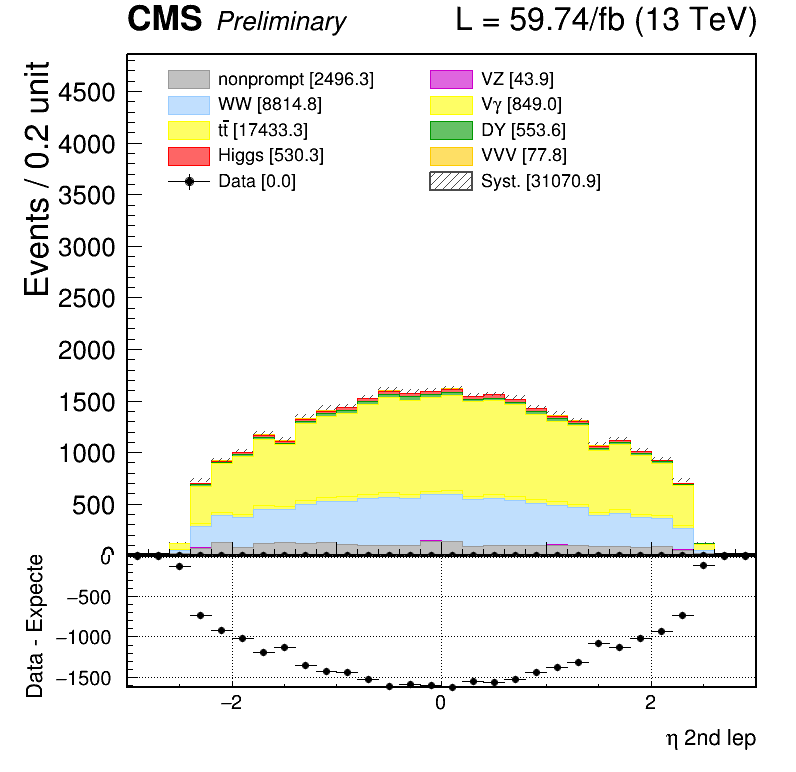 CMS Preliminary L = 59.74/fb (13 TeV)
Events / 0.2 unit
4500
4000
3500
3000
2500
2000
1500
1000
500
0
nonprompt [2496.3]
WW [8814.8]
tt̄ [17433.3]
Higgs [530.3]
Data [0.0]
VZ [43.9]
Vγ [849.0]
DY [553.6]
VVV [77.8]
Syst. [31070.9]
Data - Expecte
0
−500
−1000
−1500
−2 0 2
η 2nd lep